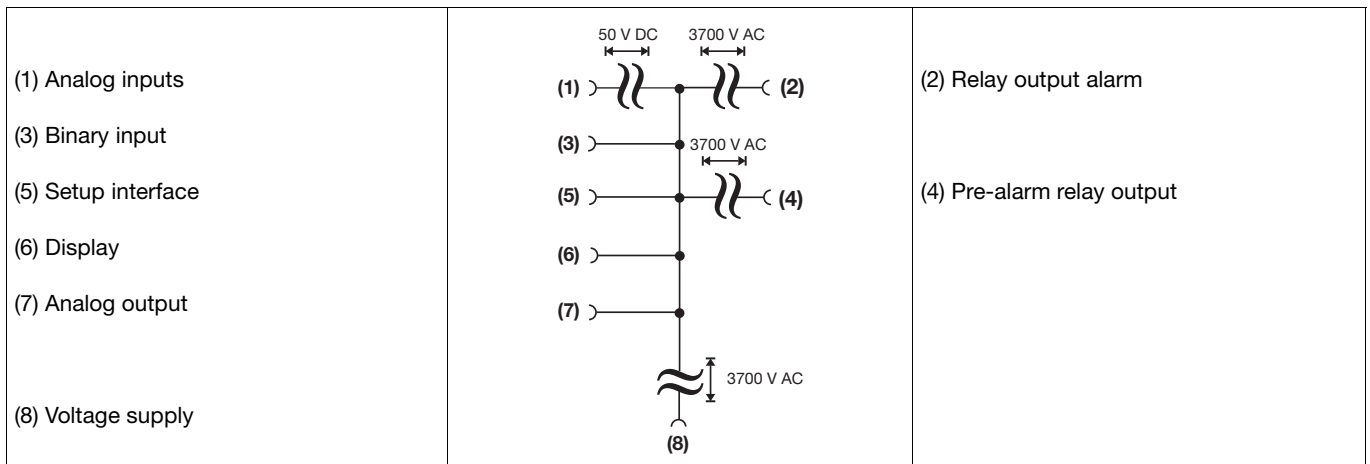 (1) Analog inputs
(3) Binary input
(5) Setup interface
(6) Display
(7) Analog output
(8) Voltage supply
50 V DC 3700 V AC
(1) (2)
(3) 3700 V AC
(5) (4)
(6)
(7)
3700 V AC
(8)
(2) Relay output alarm
(4) Pre-alarm relay output